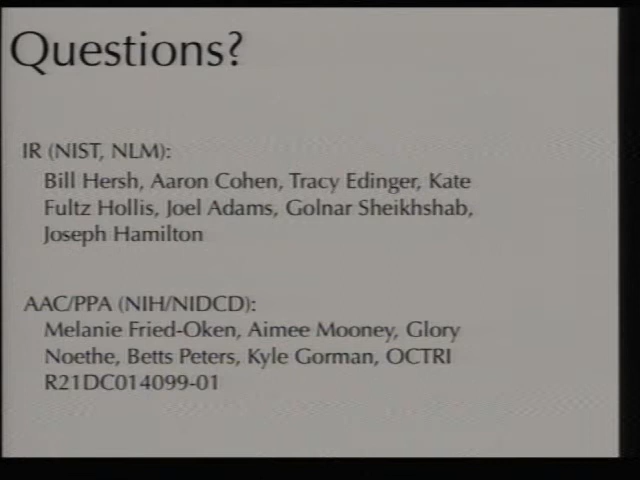 Questions?
IR (NIST, NLM):
Bill Hersh, Aaron Cohen, Tracy Edinger, Kate
Fultz Hollis, Joel Adams, Golnar Sheikhshab,
Joseph Hamilton
AAC/PPA (NIH/NIDCD):
Melanie Fried-Oken, Aimee Mooney, Glory
Noethe, Betts Peters, Kyle Gorman, OCTRI
R21DC014099-01